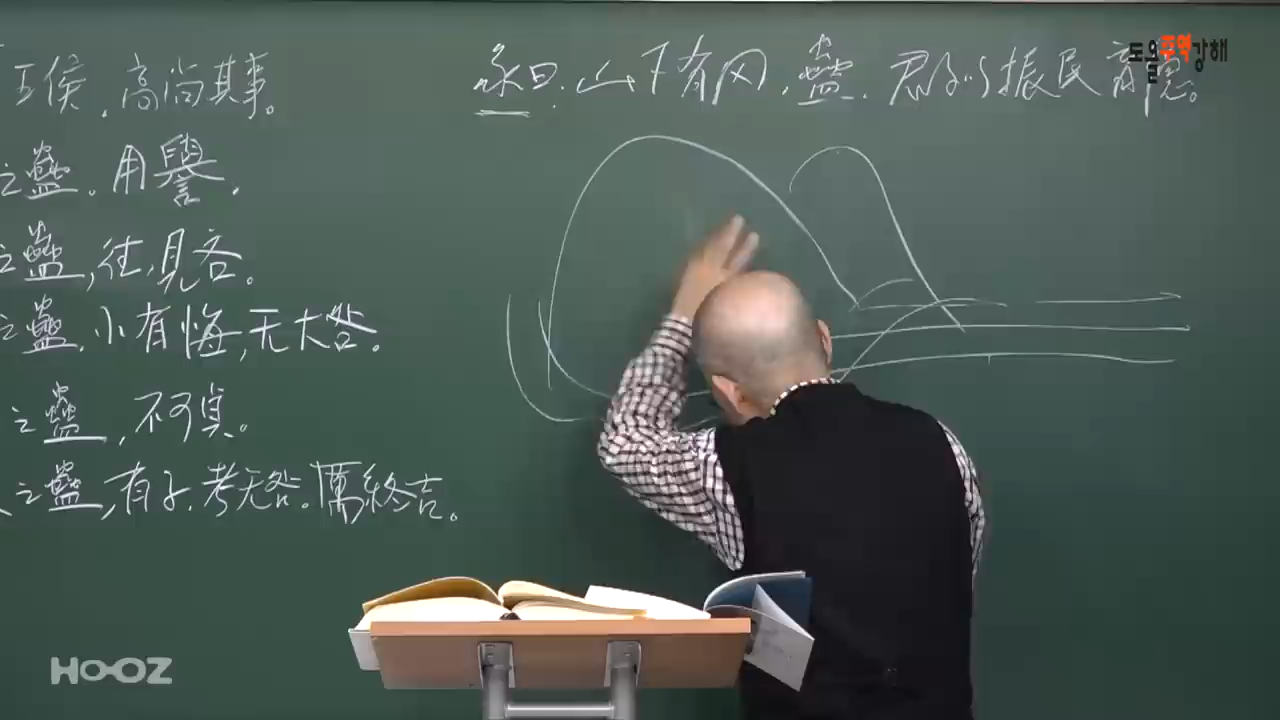 王侯,高尚其事。
之蠱.用譽.
之蠱,往,見吝。
之蠱.小有悔,无大咎.
之蠱,不可貞.
之蠱,有子.考无咎.厲終吉.
象曰:山下有风,蠱.君子以振民育德。
도올주역강해
HOOZ